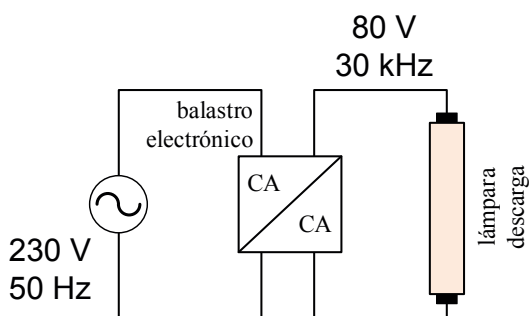 80 V
30 kHz
balastro
electrónico
CA
CA
230 V
50 Hz
lámpara
descarga